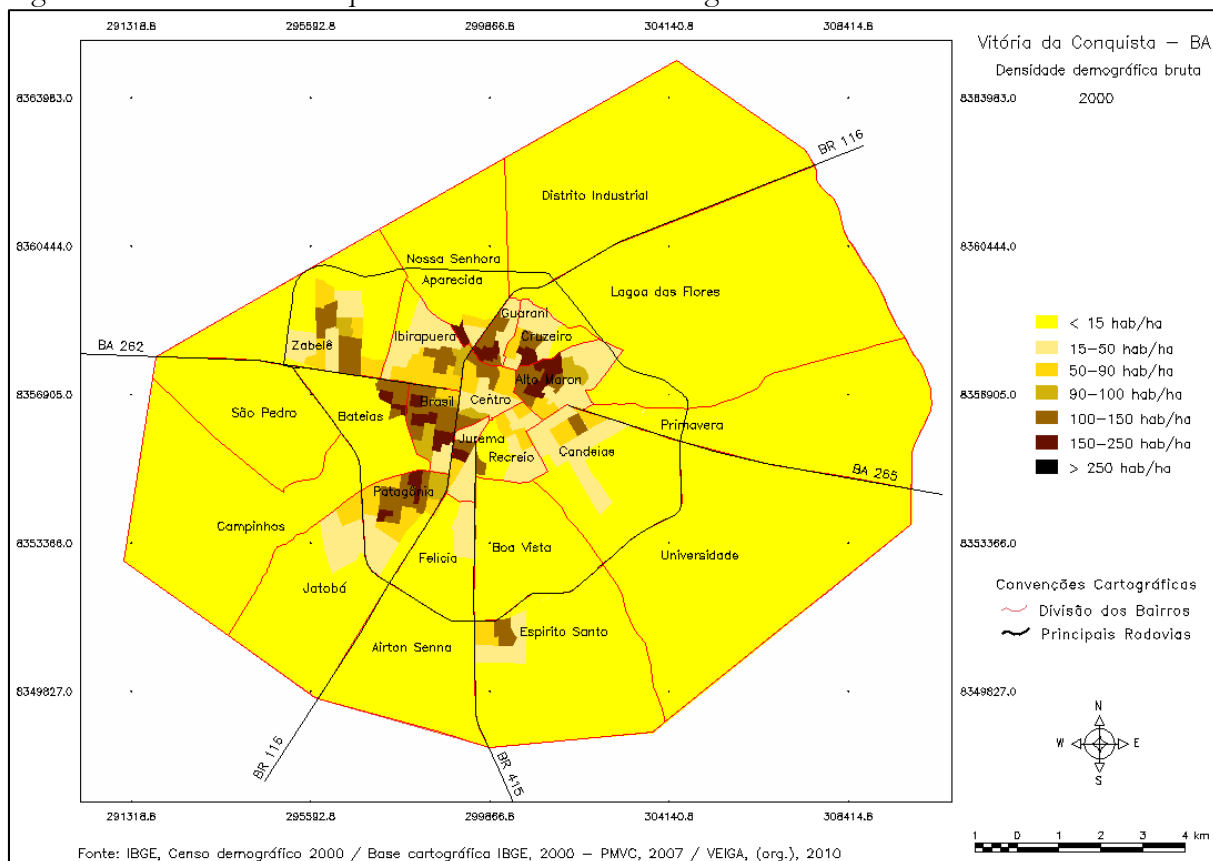 291318.8 295592.8 299866.8 304140.8 308414.8
Vitória da Conquista – BA
Densidade demográfica bruta
2000
8363983.0 8363983.0
BR 116
Distrito Industrial
8360444.0 8360444.0
Nossa Senhora
Aparecida
Lagoa das Flores
Guarani
Ibirapuera Cruzeiro
Zabelê
BA 262
Alto Maron
8356905.0 8356905.0
Brasil Centro
São Pedro Bateias
Primavera
Jurema
Recreío Candeias
BA 265
Patagônia
Campinhos
8353366.0 8353366.0
Felícia Boa Vista Universidade
Jatobá
Espirito Santo
Airton Senna
8349827.0 8349827.0
BR 116
BR 415
291318.8 295592.8 299866.8 304140.8 308414.8
< 15 hab/ha
15–50 hab/ha
50–90 hab/ha
90–100 hab/ha
100–150 hab/ha
150–250 hab/ha
> 250 hab/ha
Convenções Cartográficas
Divisão dos Bairros
Principais Rodovias
N
W E
S
1 0 1 2 4 km
Fonte: IBGE, Censo demográfico 2000 / Base cartográfica IBGE, 2000 – PMVC, 2007 / VEIGA, (org.), 2010